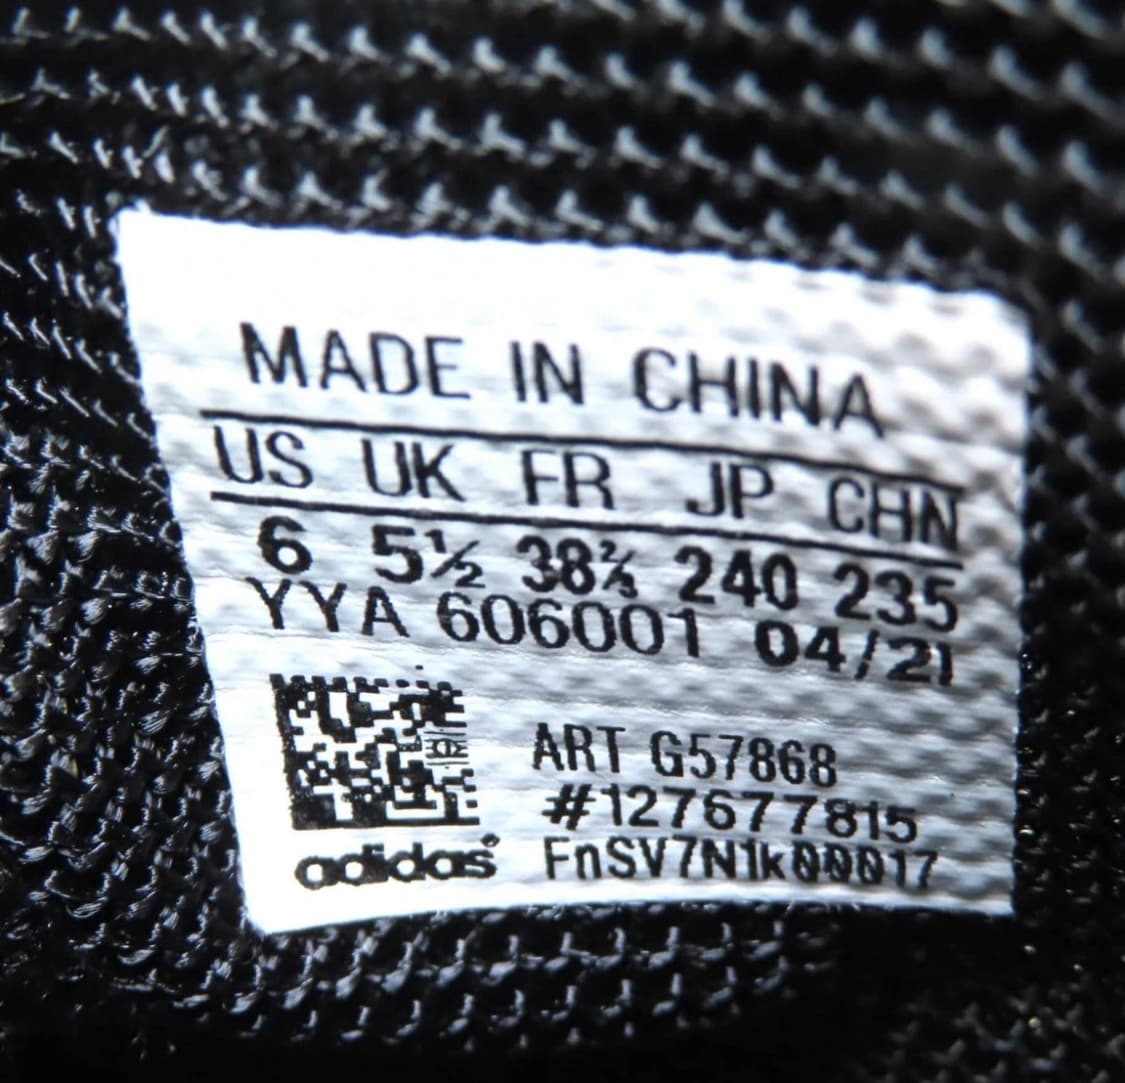 MADE IN CHINA
US UK FR JP CHN
6 5½ 38⅔ 240 235
YYA 606001 04/21
ART G57868
#127677815
adidas FnSV7N1k00017